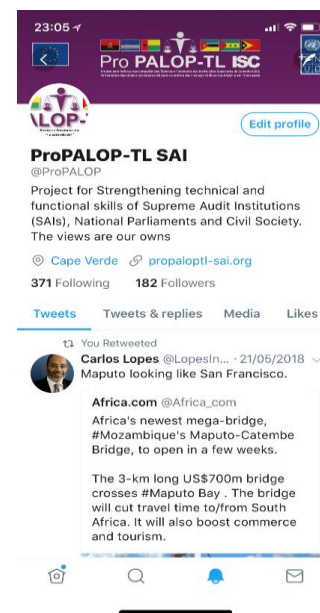 23:05
Pro PALOP-TL ISC
ALOP-
Edit profile
ProPALOP-TL SAI
@ProPALOP
Project for Strengthening technical and
functional skills of Supreme Audit Institutions
(SAIs), National Parliaments and Civil Society.
The views are our owns
Cape Verde propaloptl-sai.org
371 Following 182 Followers
Tweets Tweets & replies Media Likes
You Retweeted
Carlos Lopes @LopesIn... · 21/05/2018
Maputo looking like San Francisco.
Africa.com @Africa_com
Africa's newest mega-bridge,
#Mozambique's Maputo-Catembe
Bridge, to open in a few weeks.
The 3-km long US$700m bridge
crosses #Maputo Bay . The bridge
will cut travel time to/from South
Africa. It will also boost commerce
and tourism.